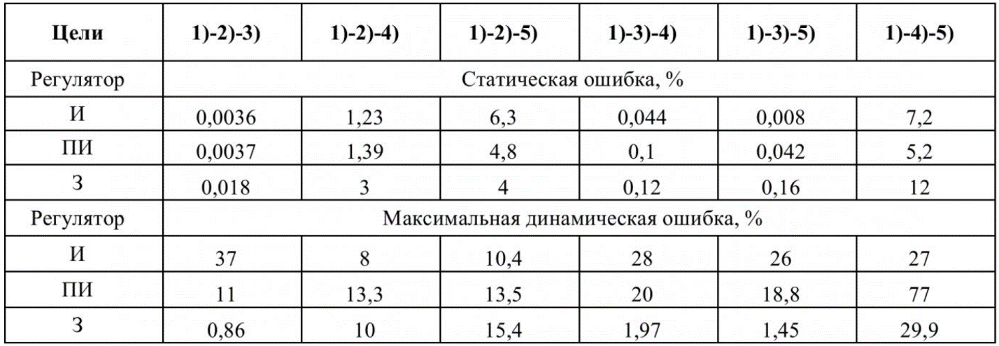 Цели 1)-2)-3) 1)-2)-4) 1)-2)-5) 1)-3)-4) 1)-3)-5) 1)-4)-5)
Регулятор Статическая ошибка, %
И 0,0036 1,23 6,3 0,044 0,008 7,2
ПИ 0,0037 1,39 4,8 0,1 0,042 5,2
З 0,018 3 4 0,12 0,16 12
Регулятор Максимальная динамическая ошибка, %
И 37 8 10,4 28 26 27
ПИ 11 13,3 13,5 20 18,8 77
З 0,86 10 15,4 1,97 1,45 29,9